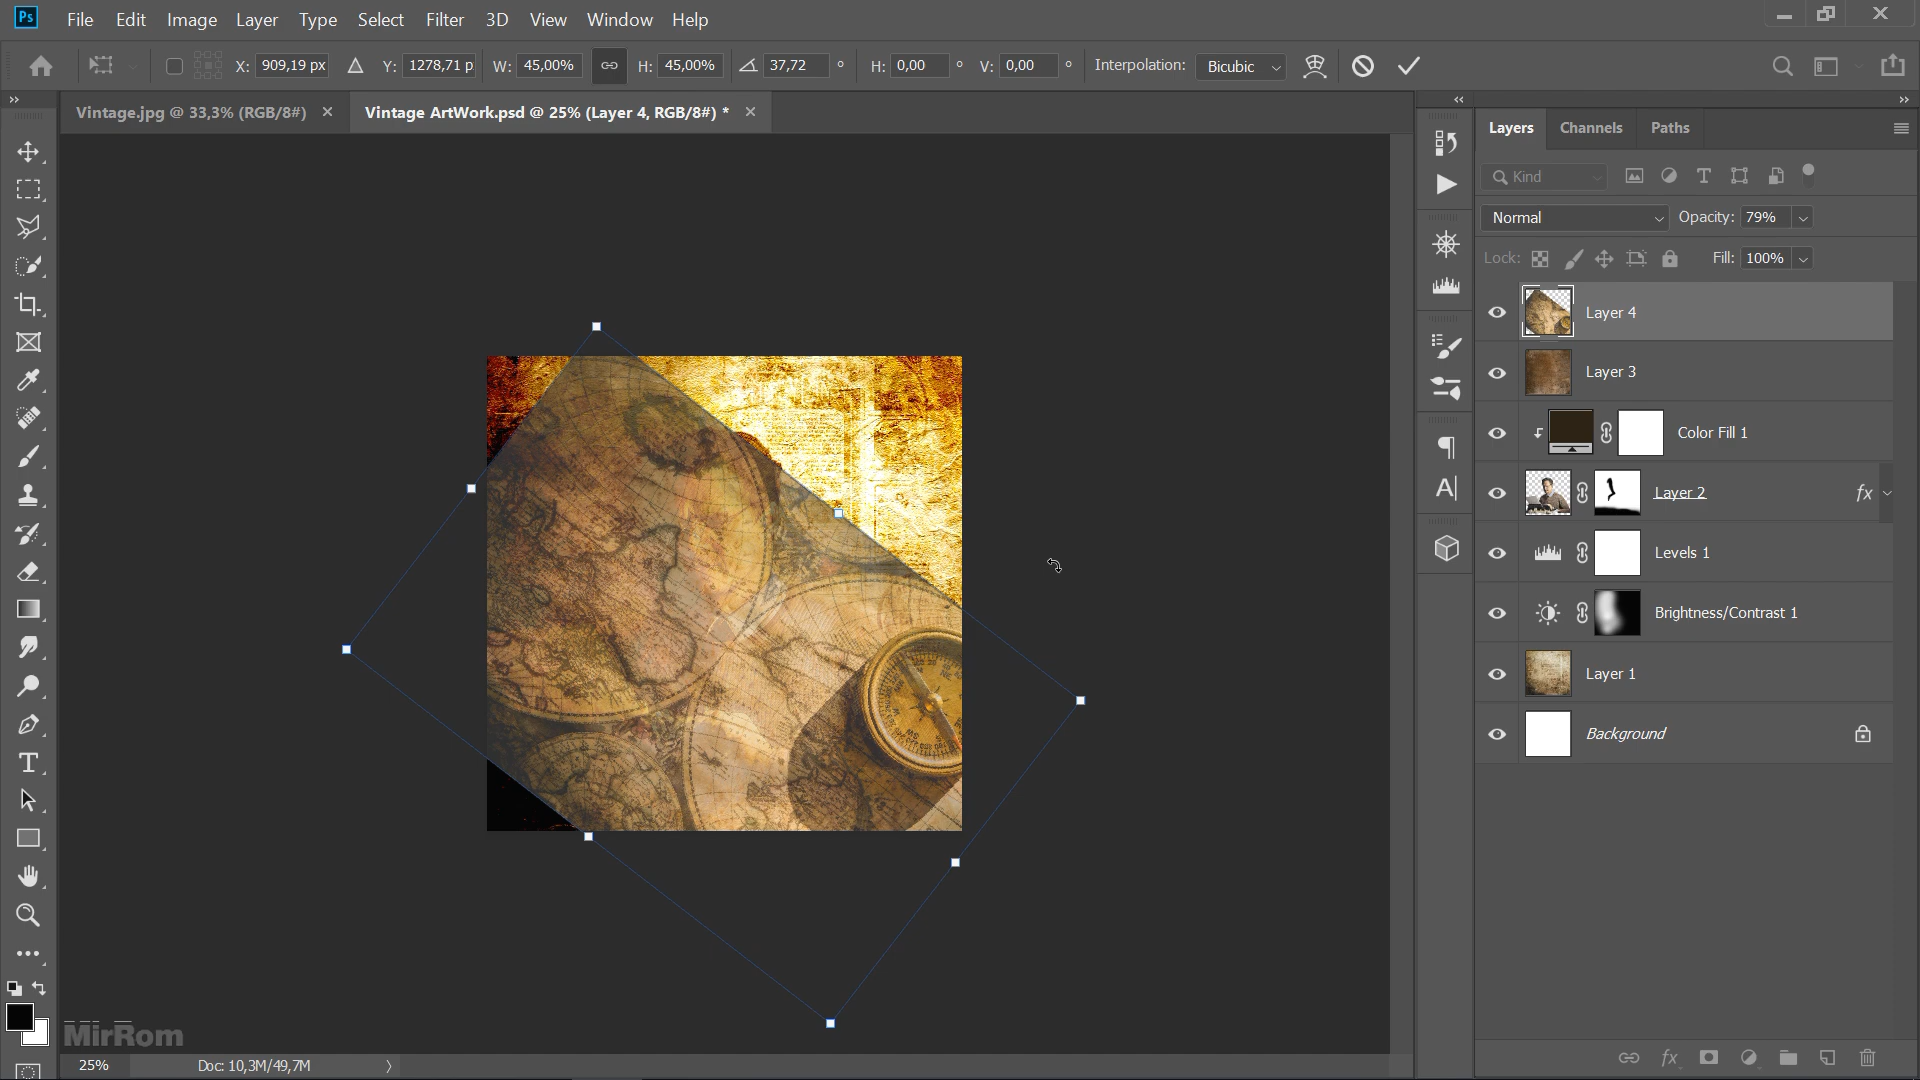 Ps File Edit Image Layer Type Select Filter 3D View Window Help
X: 909,19 px Y: 1278,71 p W: 45,00% H: 45,00% 37,72 ° H: 0,00 ° V: 0,00 ° Interpolation: Bicubic
Vintage.jpg @ 33,3% (RGB/8#) × Vintage ArtWork.psd @ 25% (Layer 4, RGB/8#) * ×
Layers Channels Paths
Kind
Normal Opacity: 79%
Lock: Fill: 100%
Layer 4
Layer 3
Color Fill 1
Layer 2 fx
Levels 1
Brightness/Contrast 1
Layer 1
Background
MirRom
25% Doc: 10,3M/49,7M
fx